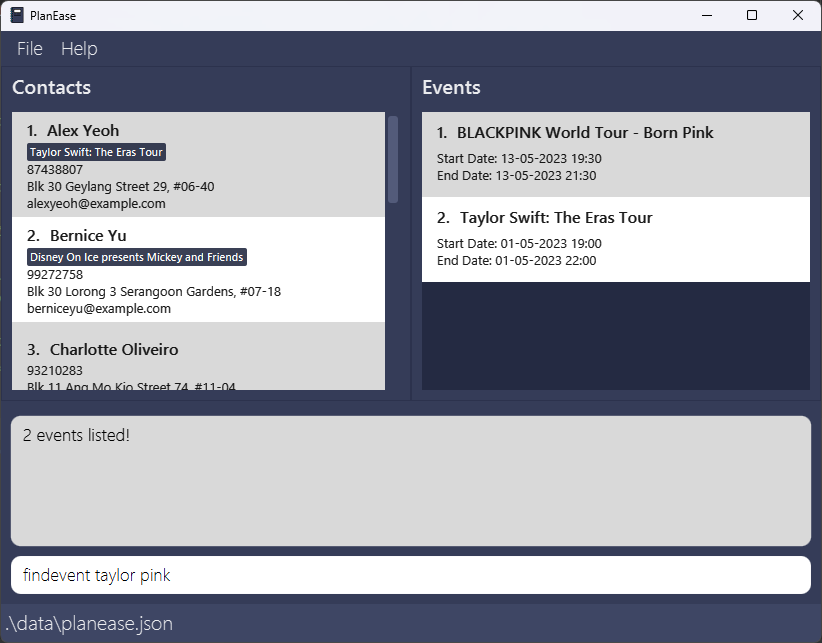 PlanEase
File Help
Contacts
1. Alex Yeoh
Taylor Swift: The Eras Tour
87438807
Blk 30 Geylang Street 29, #06-40
alexyeoh@example.com
2. Bernice Yu
Disney On Ice presents Mickey and Friends
99272758
Blk 30 Lorong 3 Serangoon Gardens, #07-18
berniceyu@example.com
3. Charlotte Oliveiro
93210283
Blk 11 Ang Mo Kio Street 74, #11-04
Events
1. BLACKPINK World Tour - Born Pink
Start Date: 13-05-2023 19:30
End Date: 13-05-2023 21:30
2. Taylor Swift: The Eras Tour
Start Date: 01-05-2023 19:00
End Date: 01-05-2023 22:00
2 events listed!
findevent taylor pink
.\data\planease.json